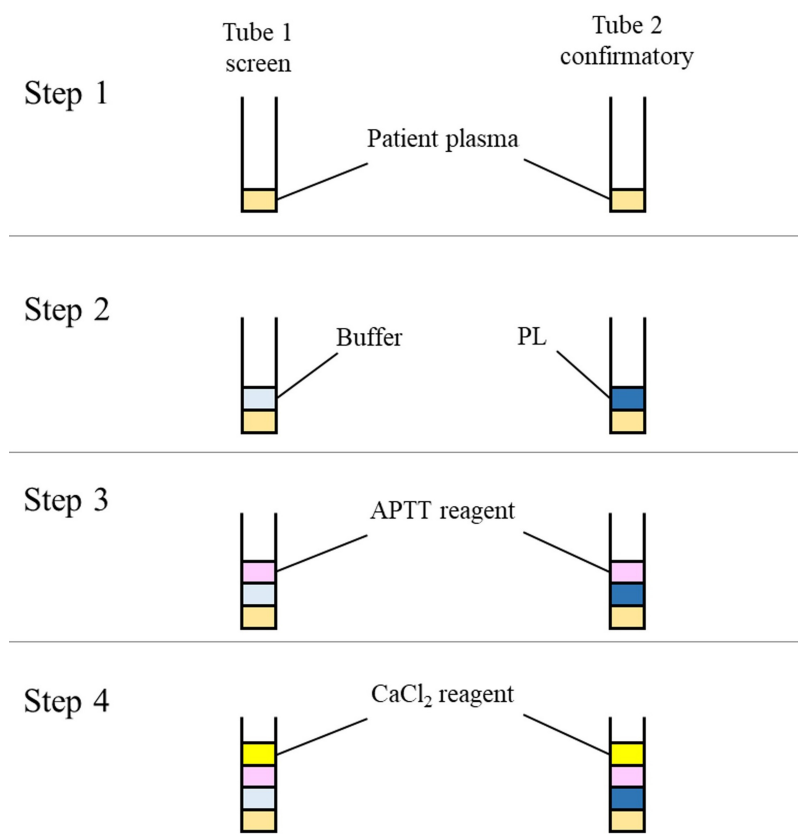 Tube 1
screen
Tube 2
confirmatory
Step 1
Patient plasma
Step 2
Buffer
PL
Step 3
APTT reagent
Step 4
CaCl₂ reagent